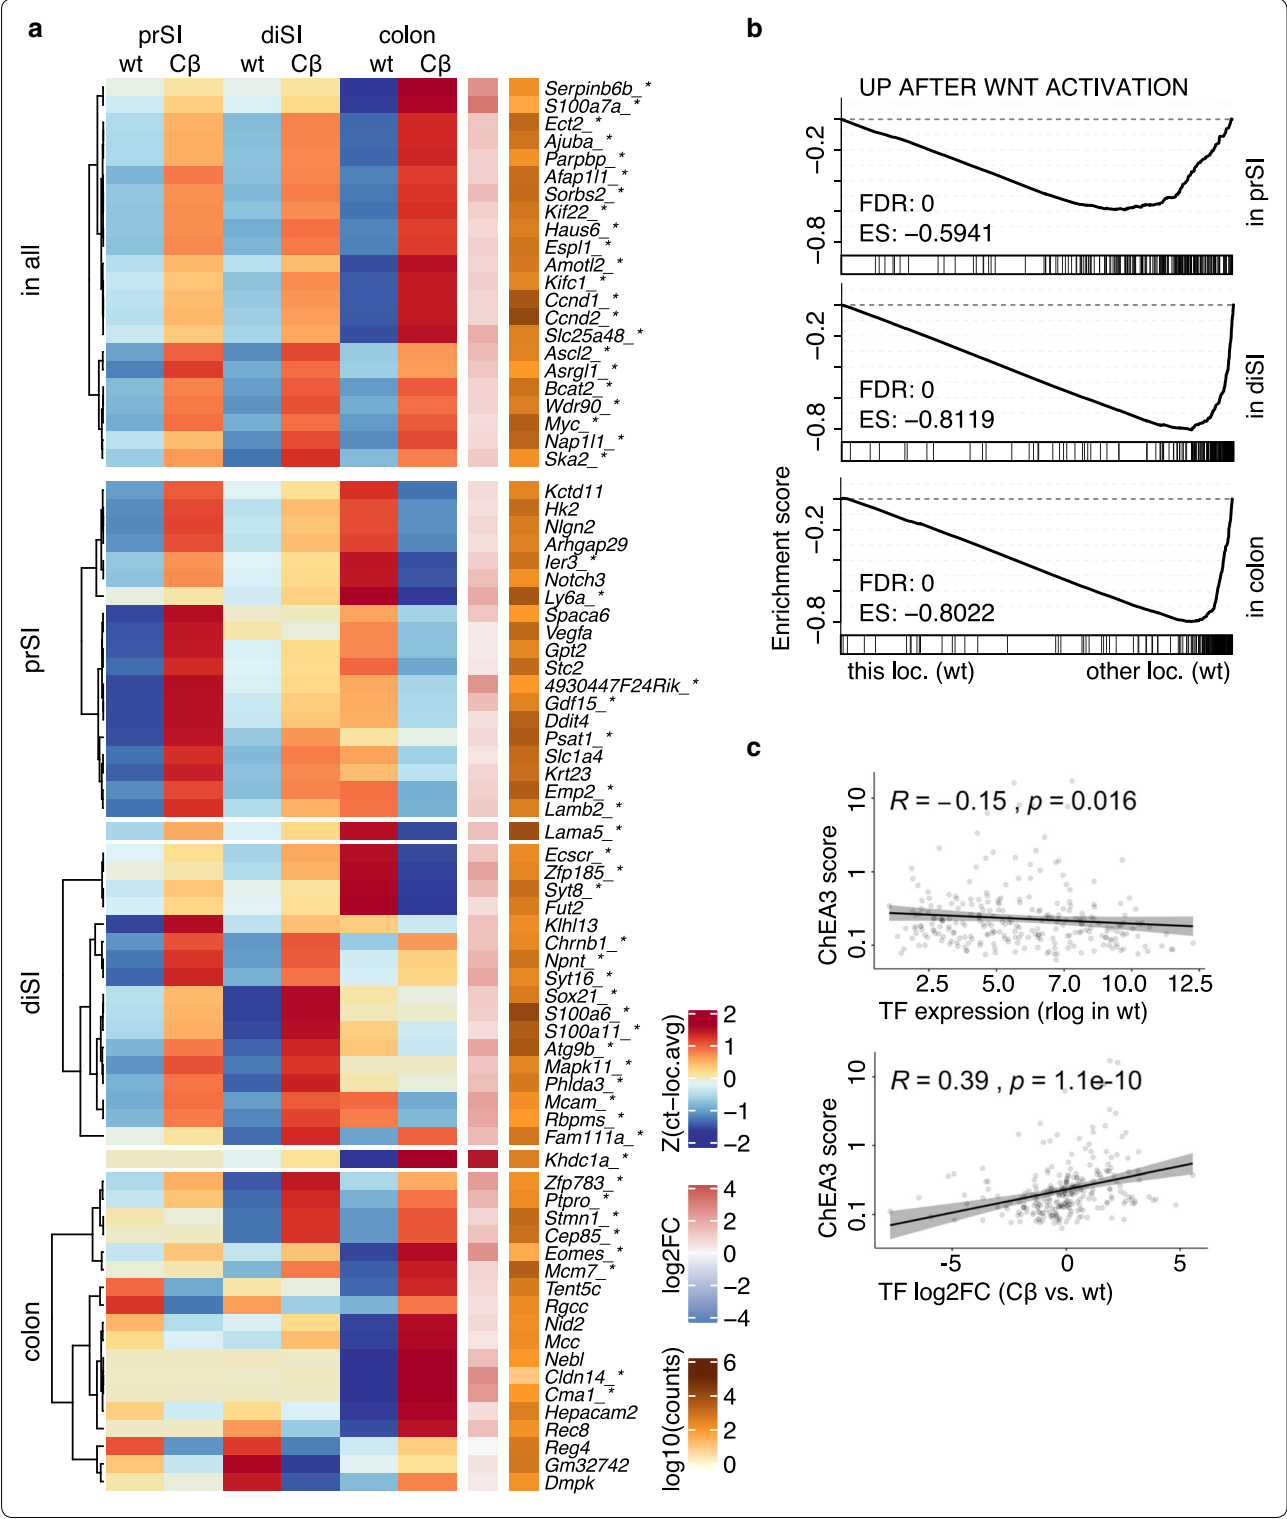 a
prSI diSI colon
wt Cβ wt Cβ wt Cβ
in all
Serpinb6b_*
S100a7a_*
Ect2_*
Ajuba_*
Parpbp_*
Afap1l1_*
Sorbs2_*
Kif22_*
Haus6_*
Espl1_*
Amotl2_*
Kifc1_*
Ccnd1_*
Ccnd2_*
Slc25a48_*
Ascl2_*
Asrgl1_*
Bcat2_*
Wdr90_*
Myc_*
Nap1l1_*
Ska2_*
prSI
Kctd11
Hk2
Nlgn2
Arhgap29
Ier3_*
Notch3
Ly6a_*
Spaca6
Vegfa
Gpt2
Stc2
4930447F24Rik_*
Gdf15_*
Ddit4
Psat1_*
Slc1a4
Krt23
Emp2_*
Lamb2_*
Lama5_*
diSI
Ecscr_*
Zfp185_*
Syt8_*
Fut2
Klhl13
Chrnb1_*
Npnt_*
Syt16_*
Sox21_*
S100a6_*
S100a11_*
Atg9b_*
Mapk11_*
Phlda3_*
Mcam_*
Rbpms_*
Fam111a_*
Khdc1a_*
colon
Zfp783_*
Ptpro_*
Stmn1_*
Cep85_*
Eomes_*
Mcm7_*
Tent5c
Rgcc
Nid2
Mcc
Nebl
Cldn14_*
Cma1_*
Hepacam2
Rec8
Reg4
Gm32742
Dmpk
Z(ct−loc.avg)
2
1
0
−1
−2
log2FC
4
2
0
−2
−4
log10(counts)
6
4
2
0
b
UP AFTER WNT ACTIVATION
Enrichment score
−0.2
−0.8
FDR: 0
ES: −0.5941
in prSI
−0.2
−0.8
FDR: 0
ES: −0.8119
in diSI
−0.2
−0.8
FDR: 0
ES: −0.8022
in colon
this loc. (wt) other loc. (wt)
c
R = −0.15 , p = 0.016
ChEA3 score
10
1
0.1
2.5 5.0 7.5 10.0 12.5
TF expression (rlog in wt)
R = 0.39 , p = 1.1e-10
ChEA3 score
10
1
0.1
−5 0 5
TF log2FC (Cβ vs. wt)